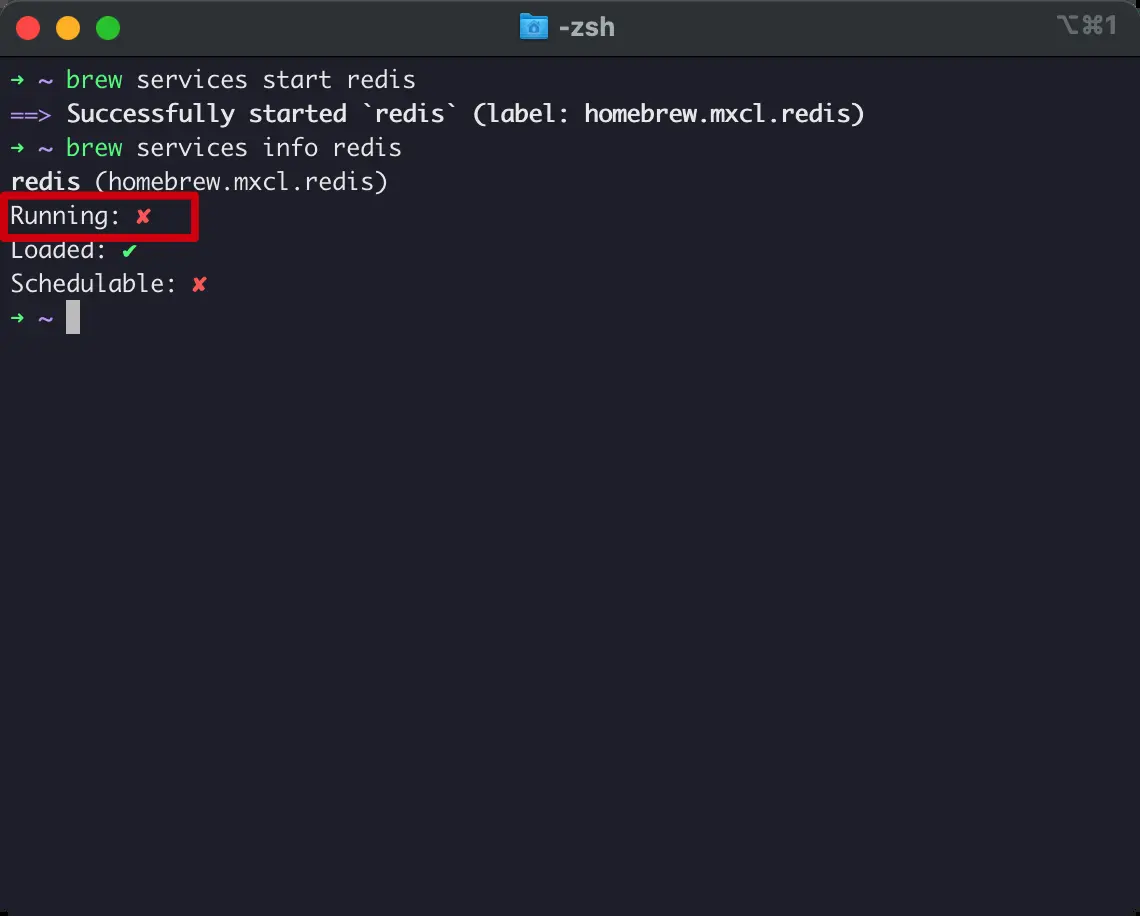 -zsh
⌥⌘1
➜ ~ brew services start redis
==> Successfully started `redis` (label: homebrew.mxcl.redis)
➜ ~ brew services info redis
redis (homebrew.mxcl.redis)
Running: ✘
Loaded: ✔
Schedulable: ✘
➜ ~